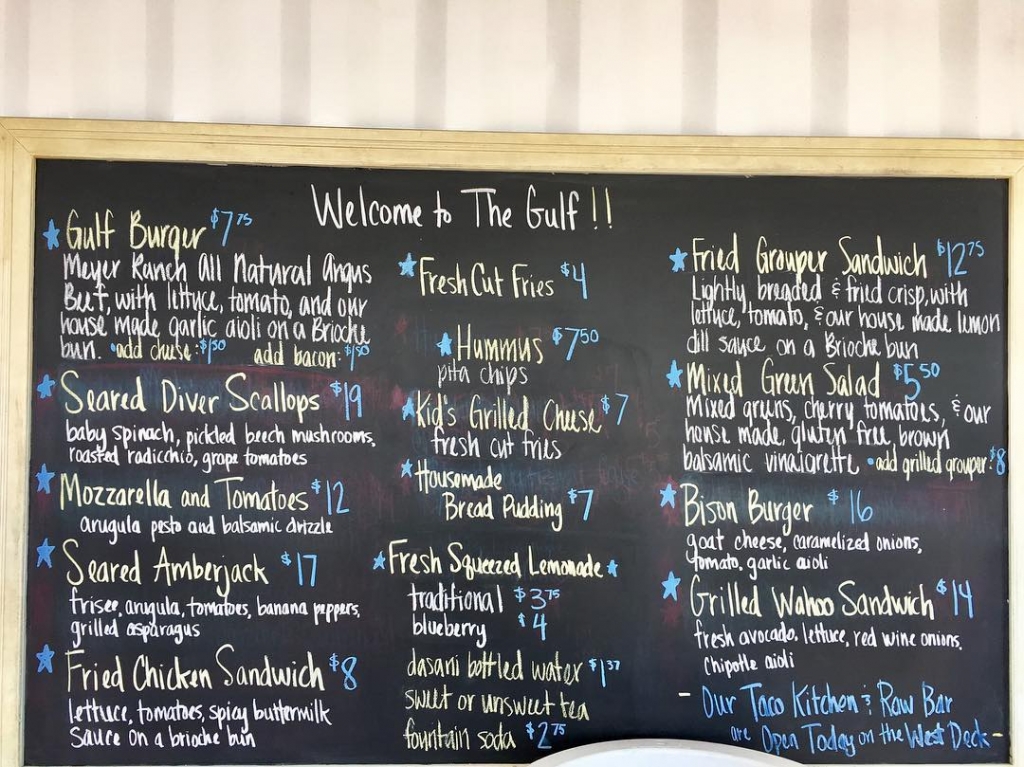 Welcome to The Gulf!!
Gulf Burger $7.75
Meyer Ranch All Natural Angus
Beef, with lettuce, tomato, and our
house made garlic aioli on a Brioche
bun. •add cheese: $1.50 add bacon: $1.50
Seared Diver Scallops $19
baby spinach, pickled beech mushrooms,
roasted radicchio, grape tomatoes
Mozzarella and Tomatoes $12
arugula pesto and balsamic drizzle
Seared Amberjack $17
frisee, arugula, tomatoes, banana peppers,
grilled asparagus
Fried Chicken Sandwich $8
lettuce, tomatoes, spicy buttermilk
Sauce on a brioche bun
Fresh Cut Fries $4
Hummus $7.50
pita chips
Kid's Grilled Cheese $7
fresh cut fries
Housemade
Bread Pudding $7
Fresh Squeezed Lemonade
traditional $3.75
blueberry $4
dasani bottled water $1.37
sweet or unsweet tea
fountain soda $2.75
Fried Grouper Sandwich $12.75
Lightly breaded & fried crisp, with
lettuce, tomato, & our house made lemon
dill sauce on a Brioche bun
Mixed Green Salad $5.50
Mixed greens, cherry tomatoes, & our
house made, gluten free, brown
balsamic vinaigrette •add grilled grouper: $8
Bison Burger $16
goat cheese, caramelized onions,
tomato, garlic aioli
Grilled Wahoo Sandwich $14
fresh avocado, lettuce, red wine onions,
chipotle aioli
- Our Taco Kitchen & Raw Bar
are Open Today on the West Deck -